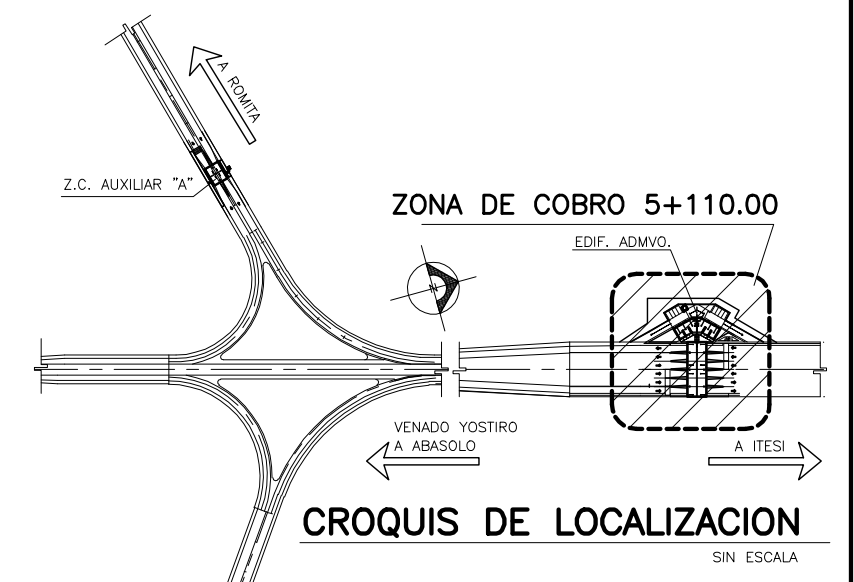 A ROMITA
Z.C. AUXILIAR "A"
ZONA DE COBRO 5+110.00
EDIF. ADMVO.
N
VENADO YOSTIRO
A ABASOLO
A ITESI
CROQUIS DE LOCALIZACION
SIN ESCALA